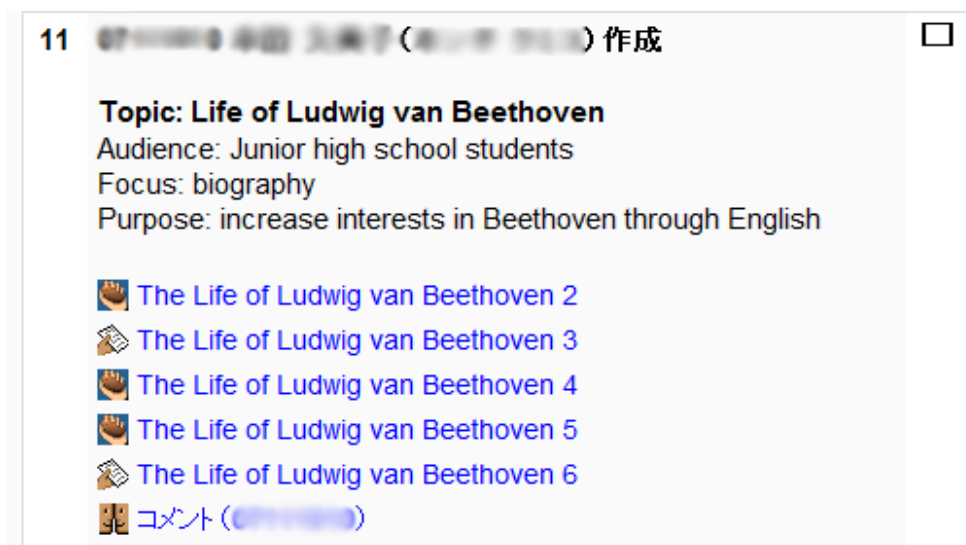 11 ( ) 作成
Topic: Life of Ludwig van Beethoven
Audience: Junior high school students
Focus: biography
Purpose: increase interests in Beethoven through English
The Life of Ludwig van Beethoven 2
The Life of Ludwig van Beethoven 3
The Life of Ludwig van Beethoven 4
The Life of Ludwig van Beethoven 5
The Life of Ludwig van Beethoven 6
コメント ( )